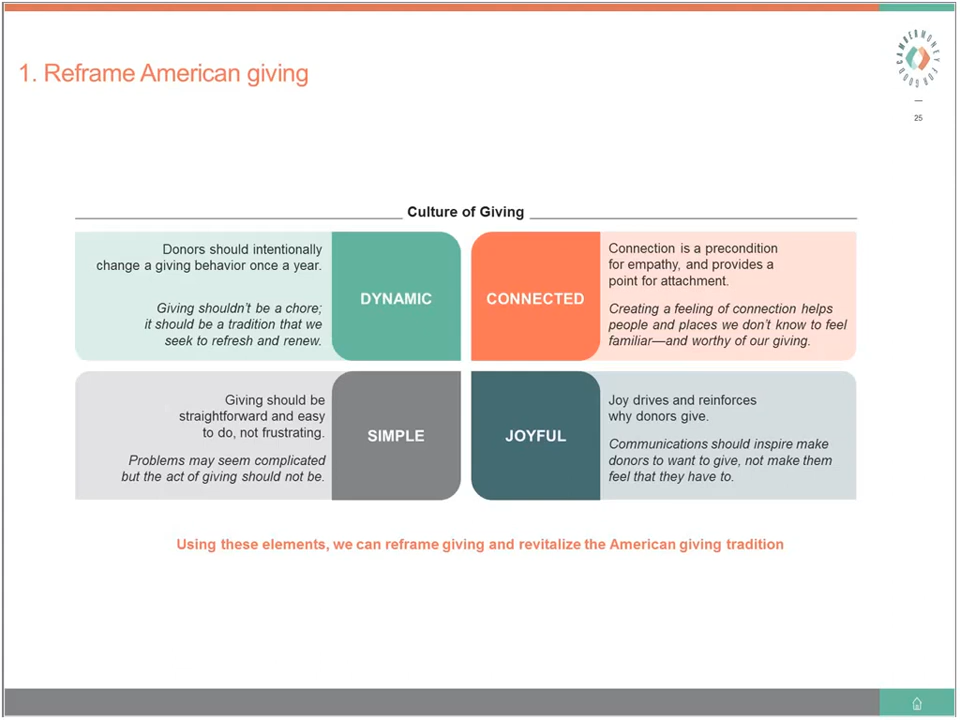 1. Reframe American giving
CAMBER MONEY FOR GOOD
25
Culture of Giving
Donors should intentionally
change a giving behavior once a year.
Giving shouldn't be a chore;
it should be a tradition that we
seek to refresh and renew.
DYNAMIC
CONNECTED
Connection is a precondition
for empathy, and provides a
point for attachment.
Creating a feeling of connection helps
people and places we don't know to feel
familiar—and worthy of our giving.
Giving should be
straightforward and easy
to do, not frustrating.
Problems may seem complicated
but the act of giving should not be.
SIMPLE
JOYFUL
Joy drives and reinforces
why donors give.
Communications should inspire make
donors to want to give, not make them
feel that they have to.
Using these elements, we can reframe giving and revitalize the American giving tradition